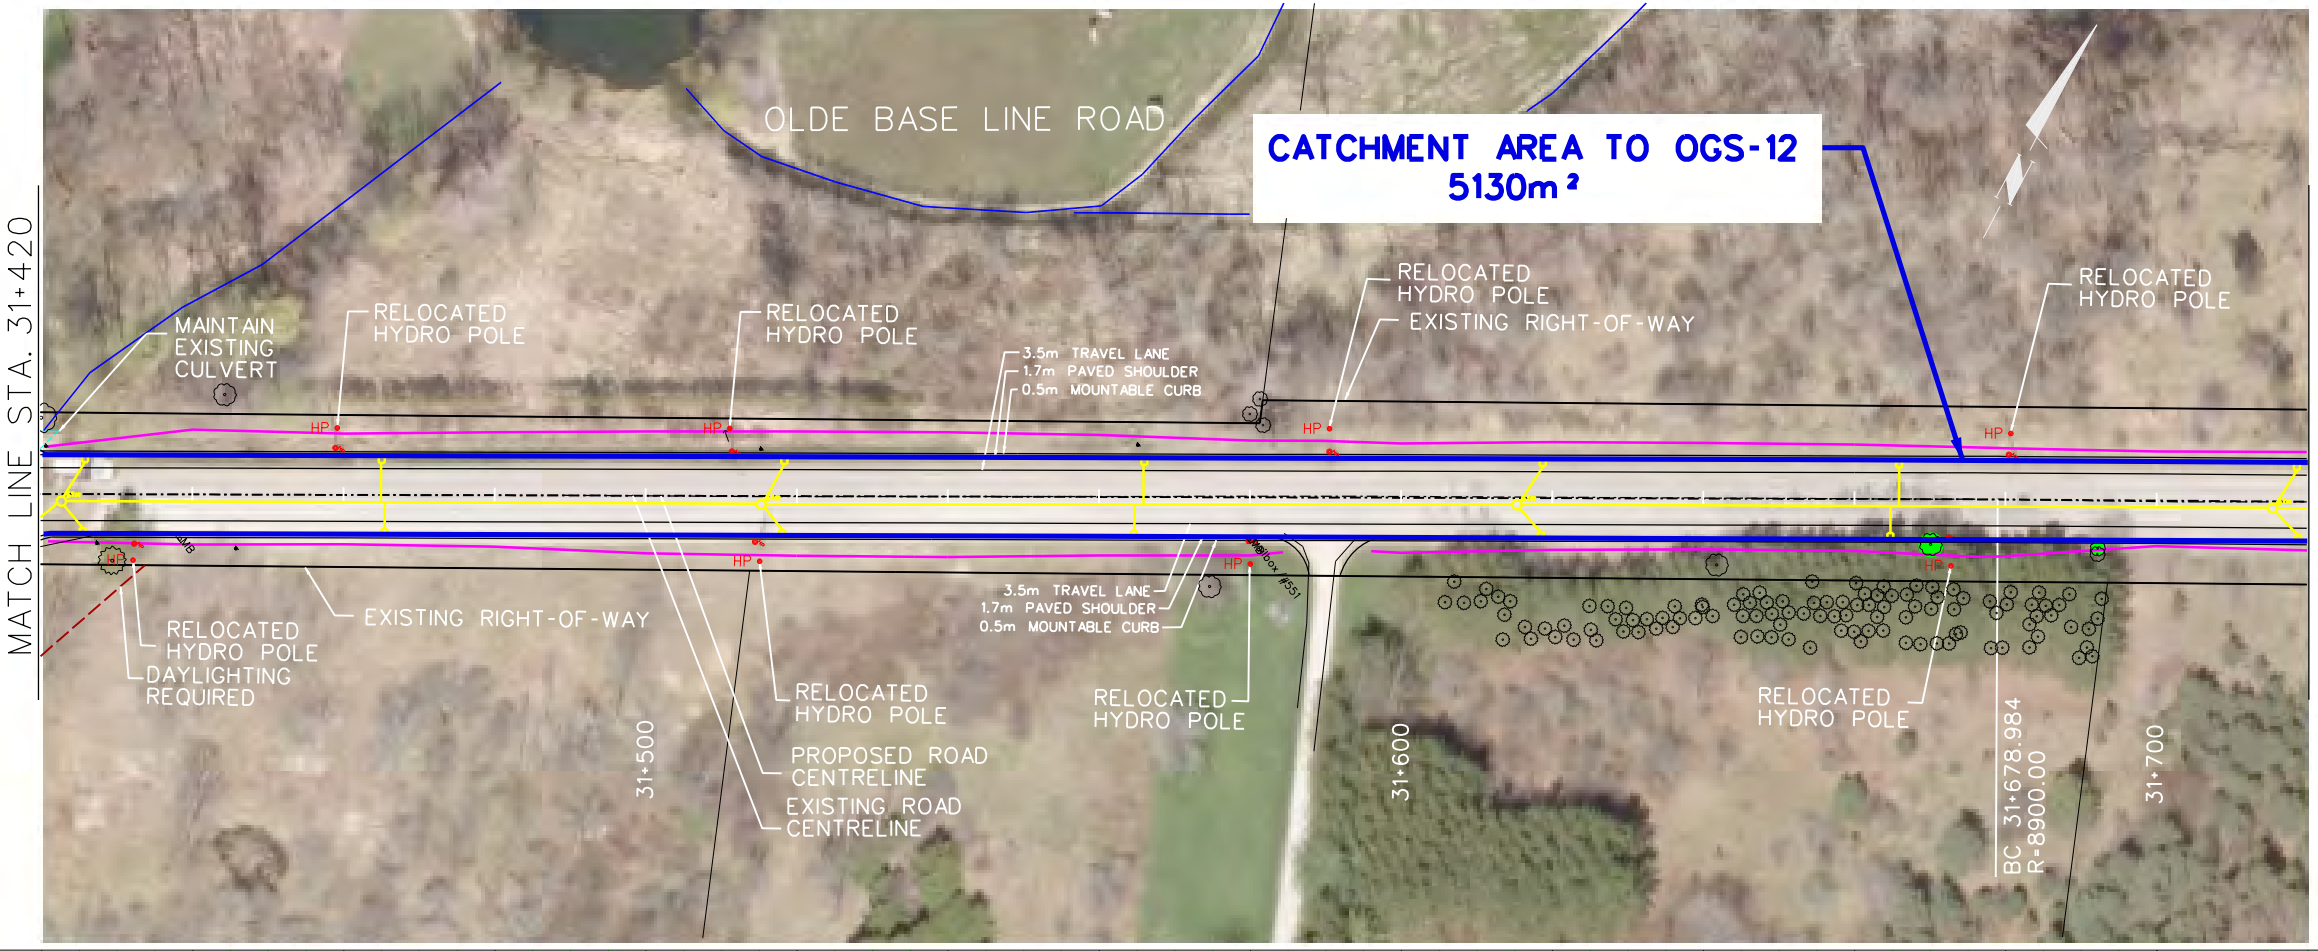 OLDE BASE LINE ROAD
CATCHMENT AREA TO OGS-12
5130m²
MATCH LINE STA. 31+420
MAINTAIN
EXISTING
CULVERT
RELOCATED
HYDRO POLE
RELOCATED
HYDRO POLE
3.5m TRAVEL LANE
1.7m PAVED SHOULDER
0.5m MOUNTABLE CURB
RELOCATED
HYDRO POLE
EXISTING RIGHT-OF-WAY
RELOCATED
HYDRO POLE
HP
HP
HP
HP
HP
HP
HP
HP
RELOCATED
HYDRO POLE
DAYLIGHTING
REQUIRED
EXISTING RIGHT-OF-WAY
3.5m TRAVEL LANE
1.7m PAVED SHOULDER
0.5m MOUNTABLE CURB
RELOCATED
HYDRO POLE
RELOCATED
HYDRO POLE
RELOCATED
HYDRO POLE
PROPOSED ROAD
CENTRELINE
EXISTING ROAD
CENTRELINE
31+500
31+600
31+700
BC 31+678.984
R=8900.00